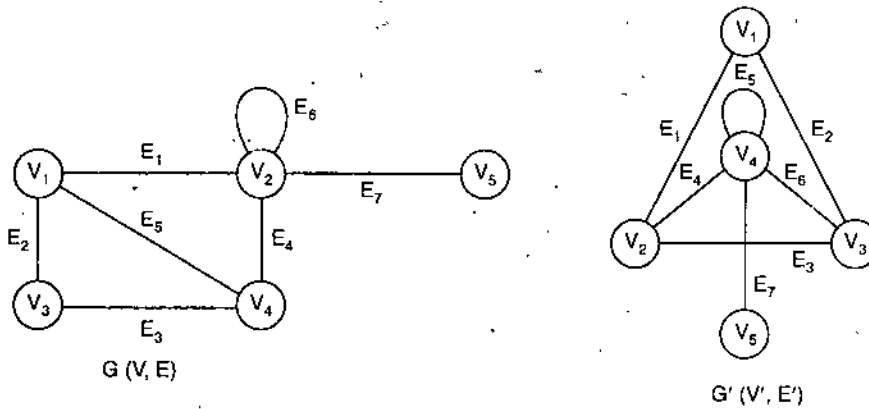 V₁
E₅
E₆
E₁
E₂
E₁
V₄
V₁
V₂
V₅
E₄
E₆
E₇
E₅
E₂
E₄
V₂
V₃
E₃
V₃
V₄
E₇
E₃
V₅
G (V, E)
G′ (V′, E′)